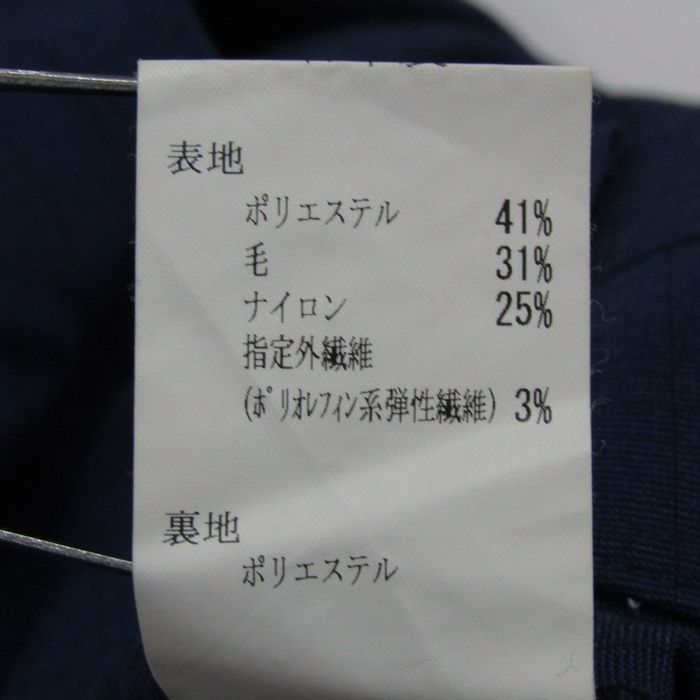 表地
ポリエステル 41%
毛 31%
ナイロン 25%
指定外繊維
(ポリオレフィン系弾性繊維) 3%
裏地
ポリエステル